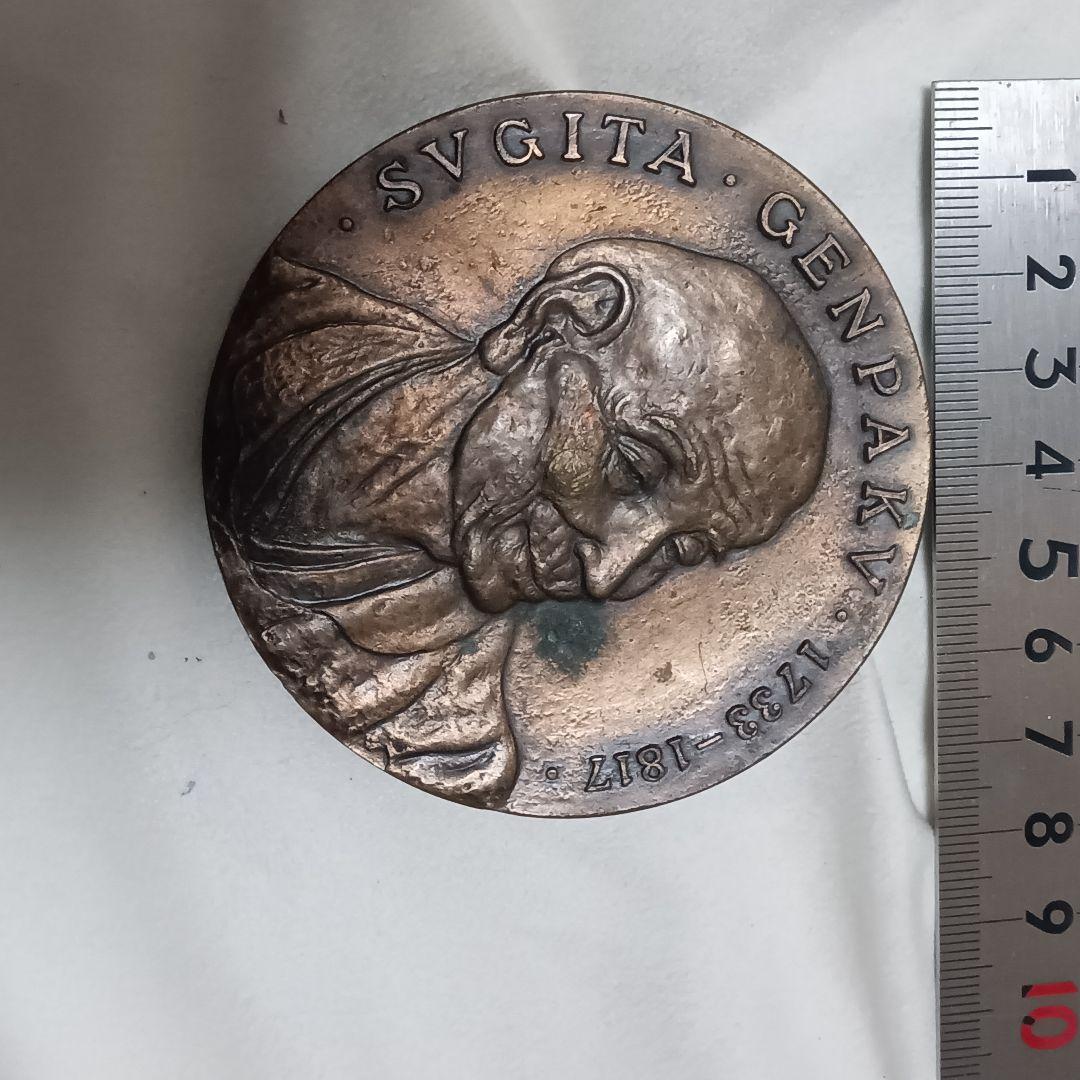 · SVGITA · GENPAKV · 1733-1817 ·
1 2 3 4 5 6 7 8 9 10